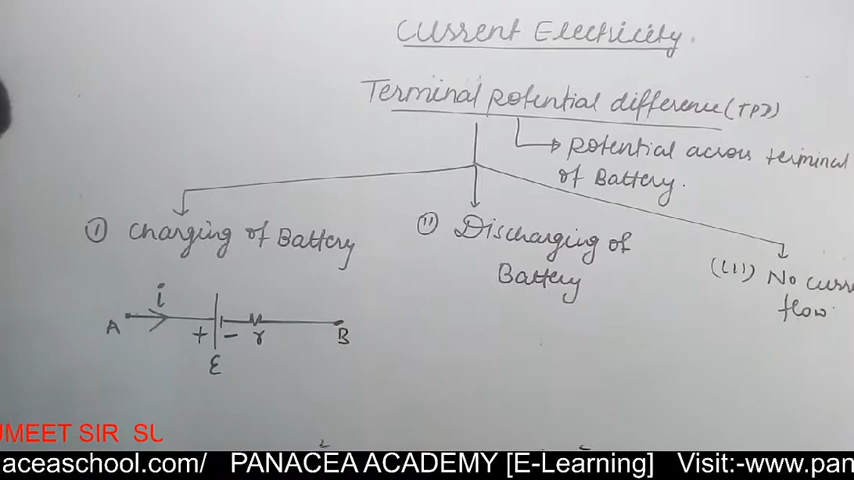 Current Electricity
Terminal potential difference (TPD)
potential across terminal
of Battery.
(i) charging of Battery
(ii) Discharging of
Battery
(iii) No curre
flow.
i
A + - r B
E
UMEET SIR SU
aceaschool.com/ PANACEA ACADEMY [E-Learning] Visit:-www.pan